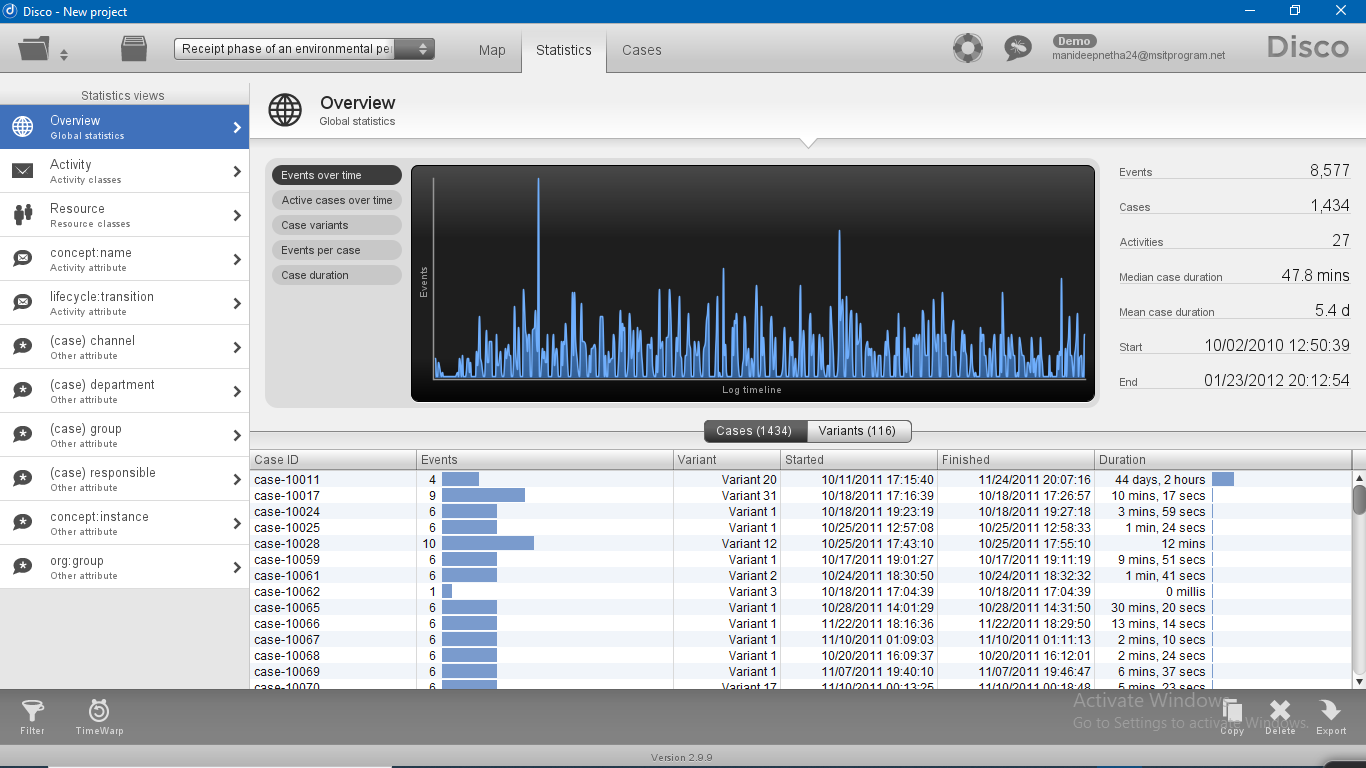 Disco - New project
Receipt phase of an environmental pe
Map
Statistics
Cases
Demo
manideepnetha24@msitprogram.net
Disco
Statistics views
Overview
Global statistics
Activity
Activity classes
Resource
Resource classes
concept:name
Activity attribute
lifecycle:transition
Activity attribute
(case) channel
Other attribute
(case) department
Other attribute
(case) group
Other attribute
(case) responsible
Other attribute
concept:instance
Other attribute
org:group
Other attribute
Overview
Global statistics
Events over time
Active cases over time
Case variants
Events per case
Case duration
Events
Log timeline
Events 8,577
Cases 1,434
Activities 27
Median case duration 47.8 mins
Mean case duration 5.4 d
Start 10/02/2010 12:50:39
End 01/23/2012 20:12:54
Cases (1434) Variants (116)
Case ID Events Variant Started Finished Duration
case-10011 4 Variant 20 10/11/2011 17:15:40 11/24/2011 20:07:16 44 days, 2 hours
case-10017 9 Variant 31 10/18/2011 17:16:39 10/18/2011 17:26:57 10 mins, 17 secs
case-10024 6 Variant 1 10/18/2011 19:23:19 10/18/2011 19:27:18 3 mins, 59 secs
case-10025 6 Variant 1 10/25/2011 12:57:08 10/25/2011 12:58:33 1 min, 24 secs
case-10028 10 Variant 12 10/25/2011 17:43:10 10/25/2011 17:55:10 12 mins
case-10059 6 Variant 1 10/17/2011 19:01:27 10/17/2011 19:11:19 9 mins, 51 secs
case-10061 6 Variant 2 10/24/2011 18:30:50 10/24/2011 18:32:32 1 min, 41 secs
case-10062 1 Variant 3 10/18/2011 17:04:39 10/18/2011 17:04:39 0 millis
case-10065 6 Variant 1 10/28/2011 14:01:29 10/28/2011 14:31:50 30 mins, 20 secs
case-10066 6 Variant 1 11/22/2011 18:16:36 11/22/2011 18:29:50 13 mins, 14 secs
case-10067 6 Variant 1 11/10/2011 01:09:03 11/10/2011 01:11:13 2 mins, 10 secs
case-10068 6 Variant 1 10/20/2011 16:09:37 10/20/2011 16:12:01 2 mins, 24 secs
case-10069 6 Variant 1 11/07/2011 19:40:10 11/07/2011 19:46:47 6 mins, 37 secs
case-10070 6 Variant 17 11/10/2011 00:13:25 11/10/2011 00:18:48 5 mins, 23 secs
Activate Windows
Go to Settings to activate Windows.
Filter
TimeWarp
Copy
Delete
Export
Version 2.9.9